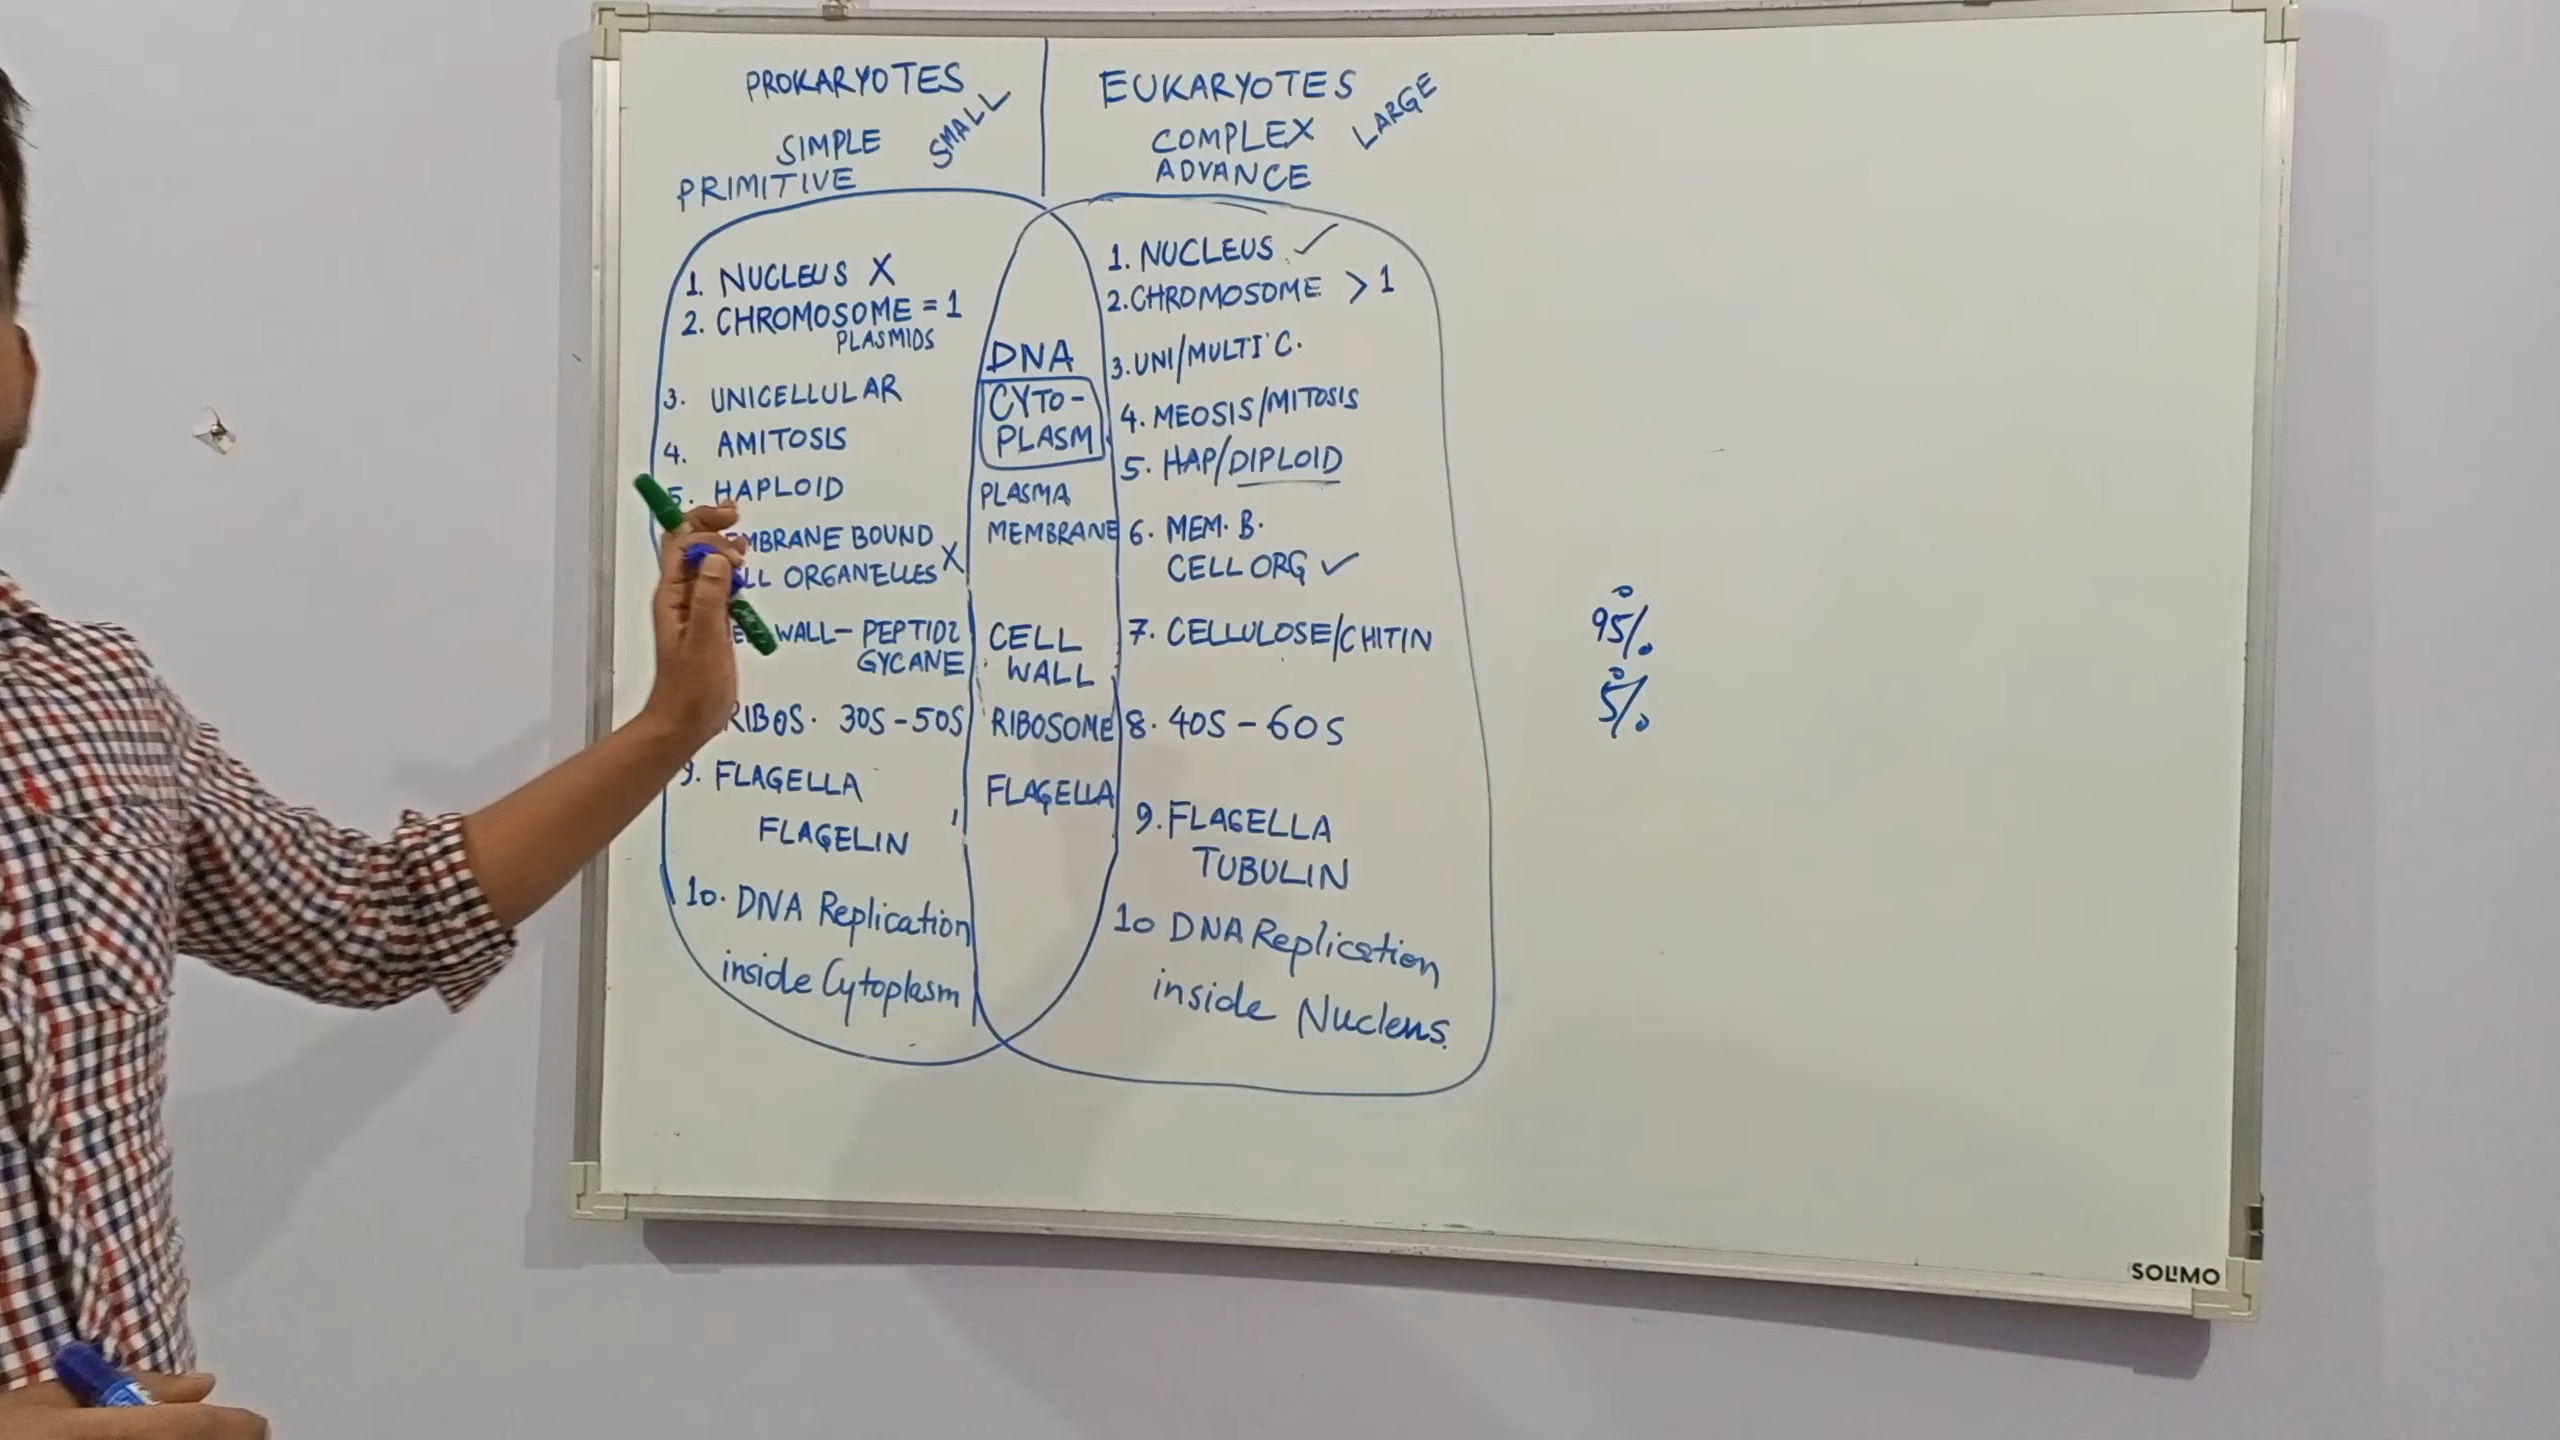 PROKARYOTES
SMALL
SIMPLE
PRIMITIVE
1. NUCLEUS X
2. CHROMOSOME = 1
PLASMIDS
3. UNICELLULAR
4. AMITOSIS
5. HAPLOID
BOUND
X
ORGANELLES
WALL - PEPTIDZ
GYCANE
RIBOS. 30S - 50S
9. FLAGELLA
FLAGELIN
10. DNA Replication
inside Cytoplasm
DNA
CYTO-
PLASM
PLASMA
MEMBRANE
CELL
WALL
RIBOSOME
FLAGELLA
EUKARYOTES
LARGE
COMPLEX
ADVANCE
1. NUCLEUS ✓
2. CHROMOSOME > 1
3. UNI/MULTI C.
4. MEOSIS/MITOSIS
5. HAP/DIPLOID
6. MEM. B.
CELL ORG ✓
7. CELLULOSE/CHITIN
8. 40S - 60S
9. FLAGELLA
TUBULIN
10 DNA Replication
inside Nucleus.
95%
5%
SOLIMO